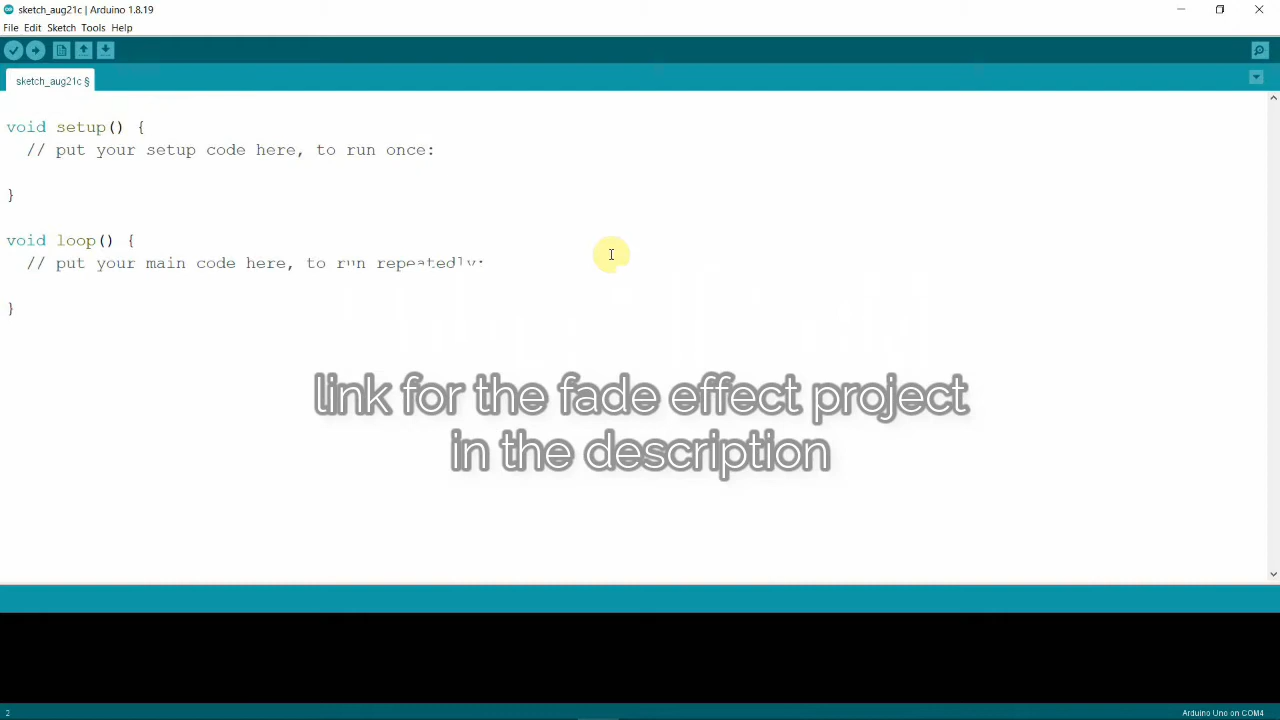 sketch_aug21c | Arduino 1.8.19
File Edit Sketch Tools Help
sketch_aug21c §
void setup() {
// put your setup code here, to run once:
}
void loop() {
// put your main code here, to run repeatedly:
}
link for the fade effect project
in the description
2
Arduino Uno on COM4